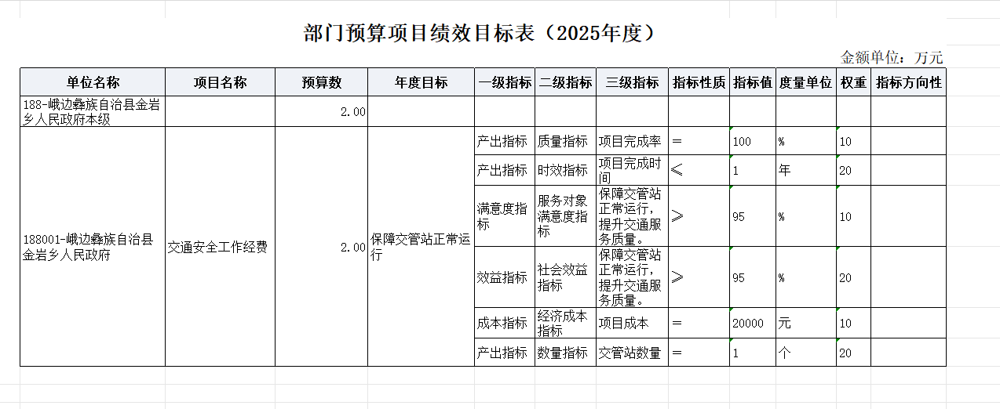 部门预算项目绩效目标表（2025年度）
金额单位：万元
单位名称 项目名称 预算数 年度目标 一级指标 二级指标 三级指标 指标性质 指标值 度量单位 权重 指标方向性
188-峨边彝族自治县金岩
乡人民政府本级
2.00
188001-峨边彝族自治县
金岩乡人民政府
交通安全工作经费
2.00
保障交管站正常运
行
产出指标 质量指标 项目完成率 ＝ 100 % 10
产出指标 时效指标 项目完成时
间
≤ 1 年 20
满意度指
标
服务对象
满意度指
标
保障交管站
正常运行，
提升交通服
务质量。
≥ 95 % 10
效益指标 社会效益
指标
保障交管站
正常运行，
提升交通服
务质量。
≥ 95 % 20
成本指标 经济成本
指标
项目成本 ＝ 20000 元 10
产出指标 数量指标 交管站数量 ＝ 1 个 20